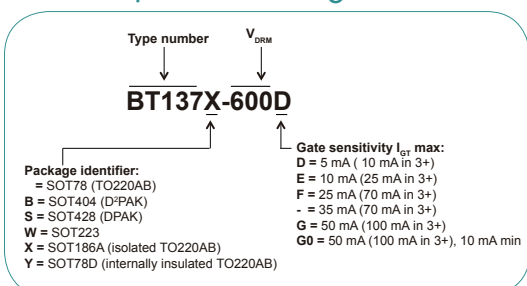 Type number
V_DRM
BT137X-600D
Package identifier:
= SOT78 (TO220AB)
B = SOT404 (D²PAK)
S = SOT428 (DPAK)
W = SOT223
X = SOT186A (isolated TO220AB)
Y = SOT78D (internally insulated TO220AB)
Gate sensitivity I_GT max:
D = 5 mA ( 10 mA in 3+)
E = 10 mA (25 mA in 3+)
F = 25 mA (70 mA in 3+)
- = 35 mA (70 mA in 3+)
G = 50 mA (100 mA in 3+)
G0 = 50 mA (100 mA in 3+), 10 mA min